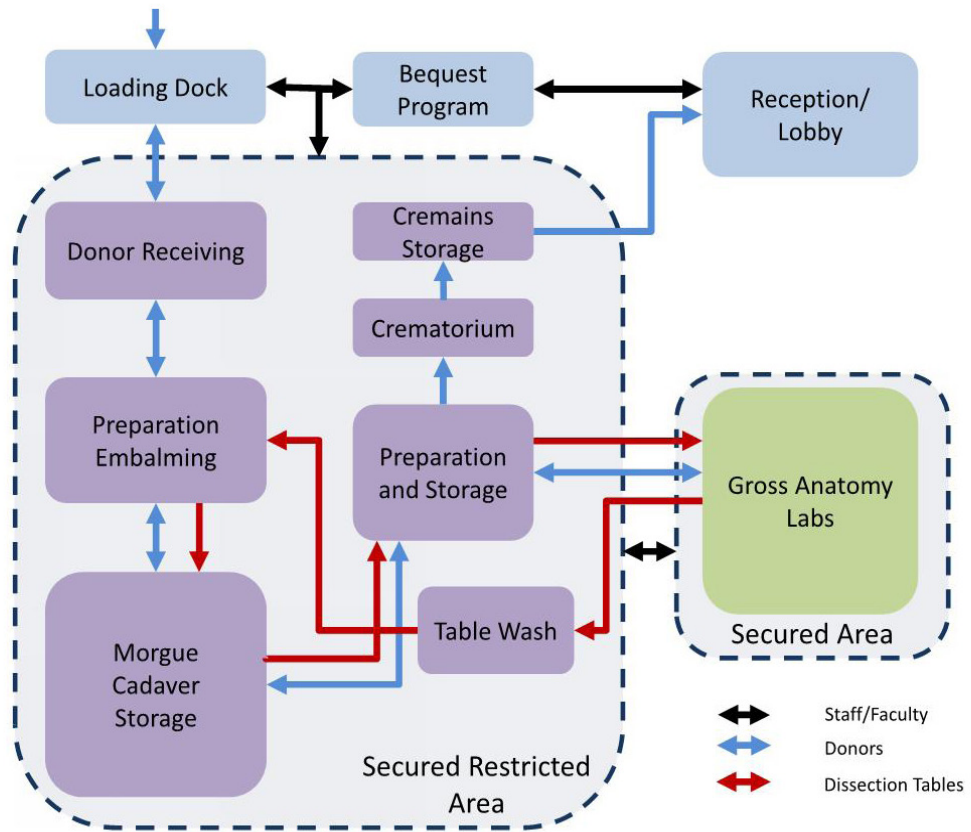 Loading Dock
Bequest
Program
Reception/
Lobby
Donor Receiving
Cremains
Storage
Crematorium
Preparation
Embalming
Preparation
and Storage
Gross Anatomy
Labs
Table Wash
Morgue
Cadaver
Storage
Secured Area
Secured Restricted
Area
Staff/Faculty
Donors
Dissection Tables